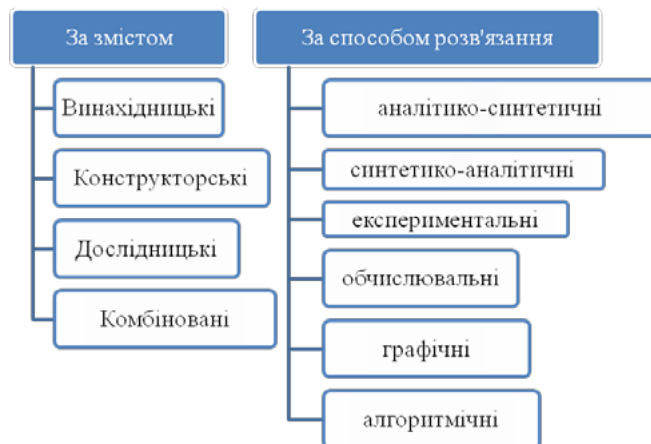 За змістом
Винахідницькі
Конструкторські
Дослідницькі
Комбіновані
За способом розв'язання
аналітико-синтетичні
синтетико-аналітичні
експериментальні
обчислювальні
графічні
алгоритмічні